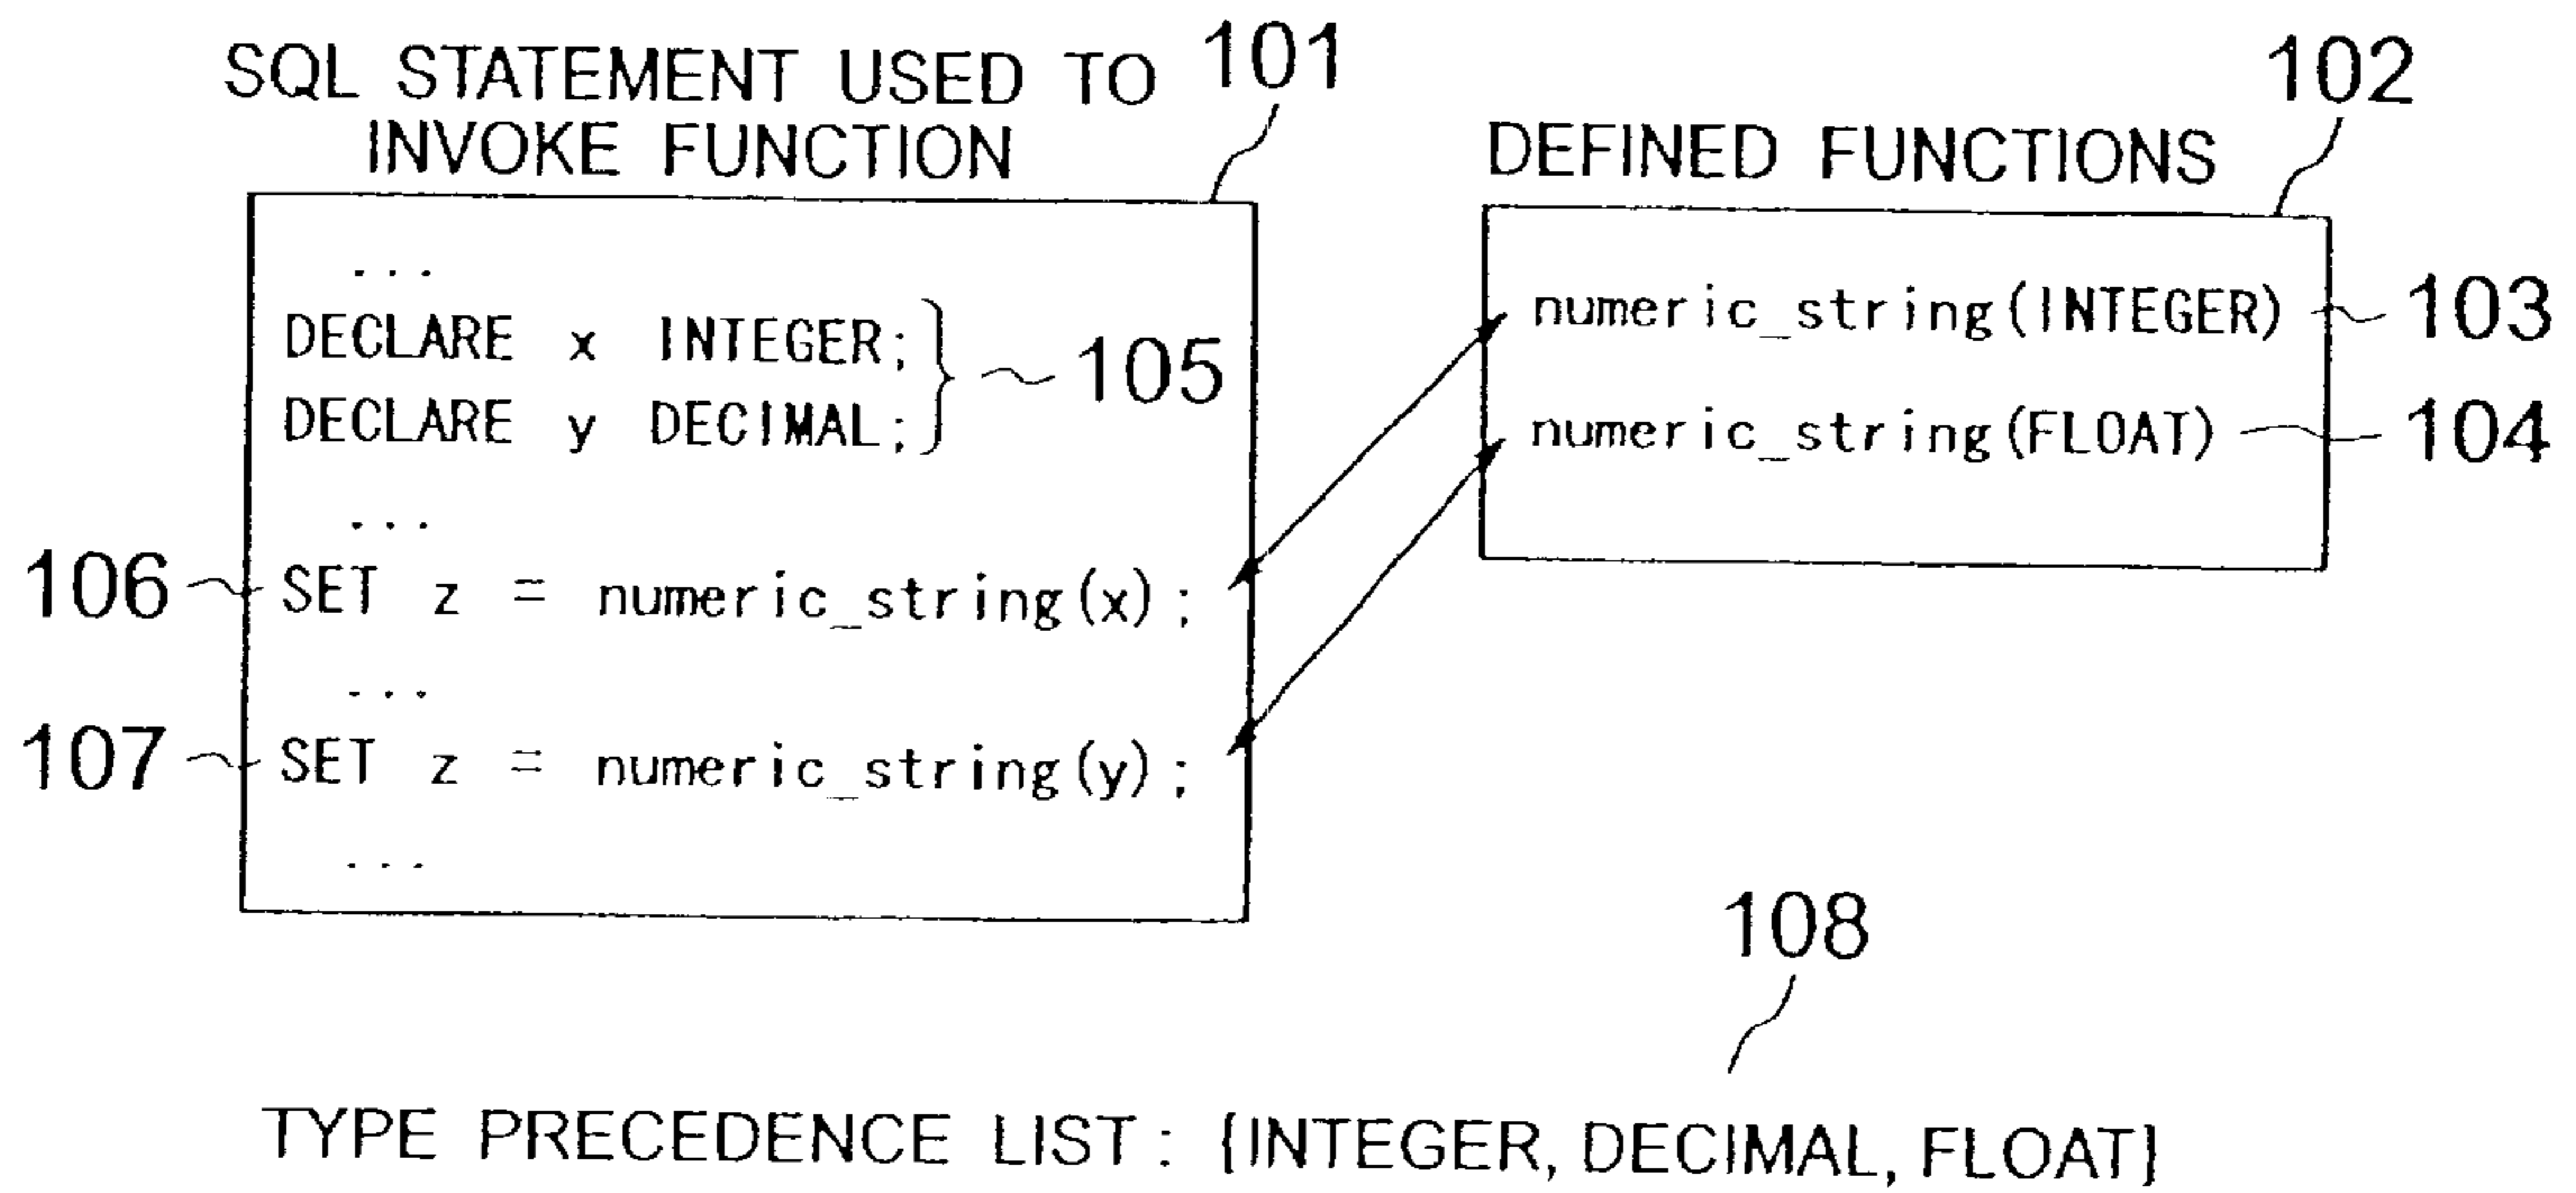 SQL STATEMENT USED TO
INVOKE FUNCTION
101
...
DECLARE x INTEGER;
DECLARE y DECIMAL;
105
...
106
SET z = numeric_string(x);
...
107
SET z = numeric_string(y);
...
102
DEFINED FUNCTIONS
numeric_string(INTEGER)
103
numeric_string(FLOAT)
104
108
TYPE PRECEDENCE LIST: {INTEGER, DECIMAL, FLOAT}